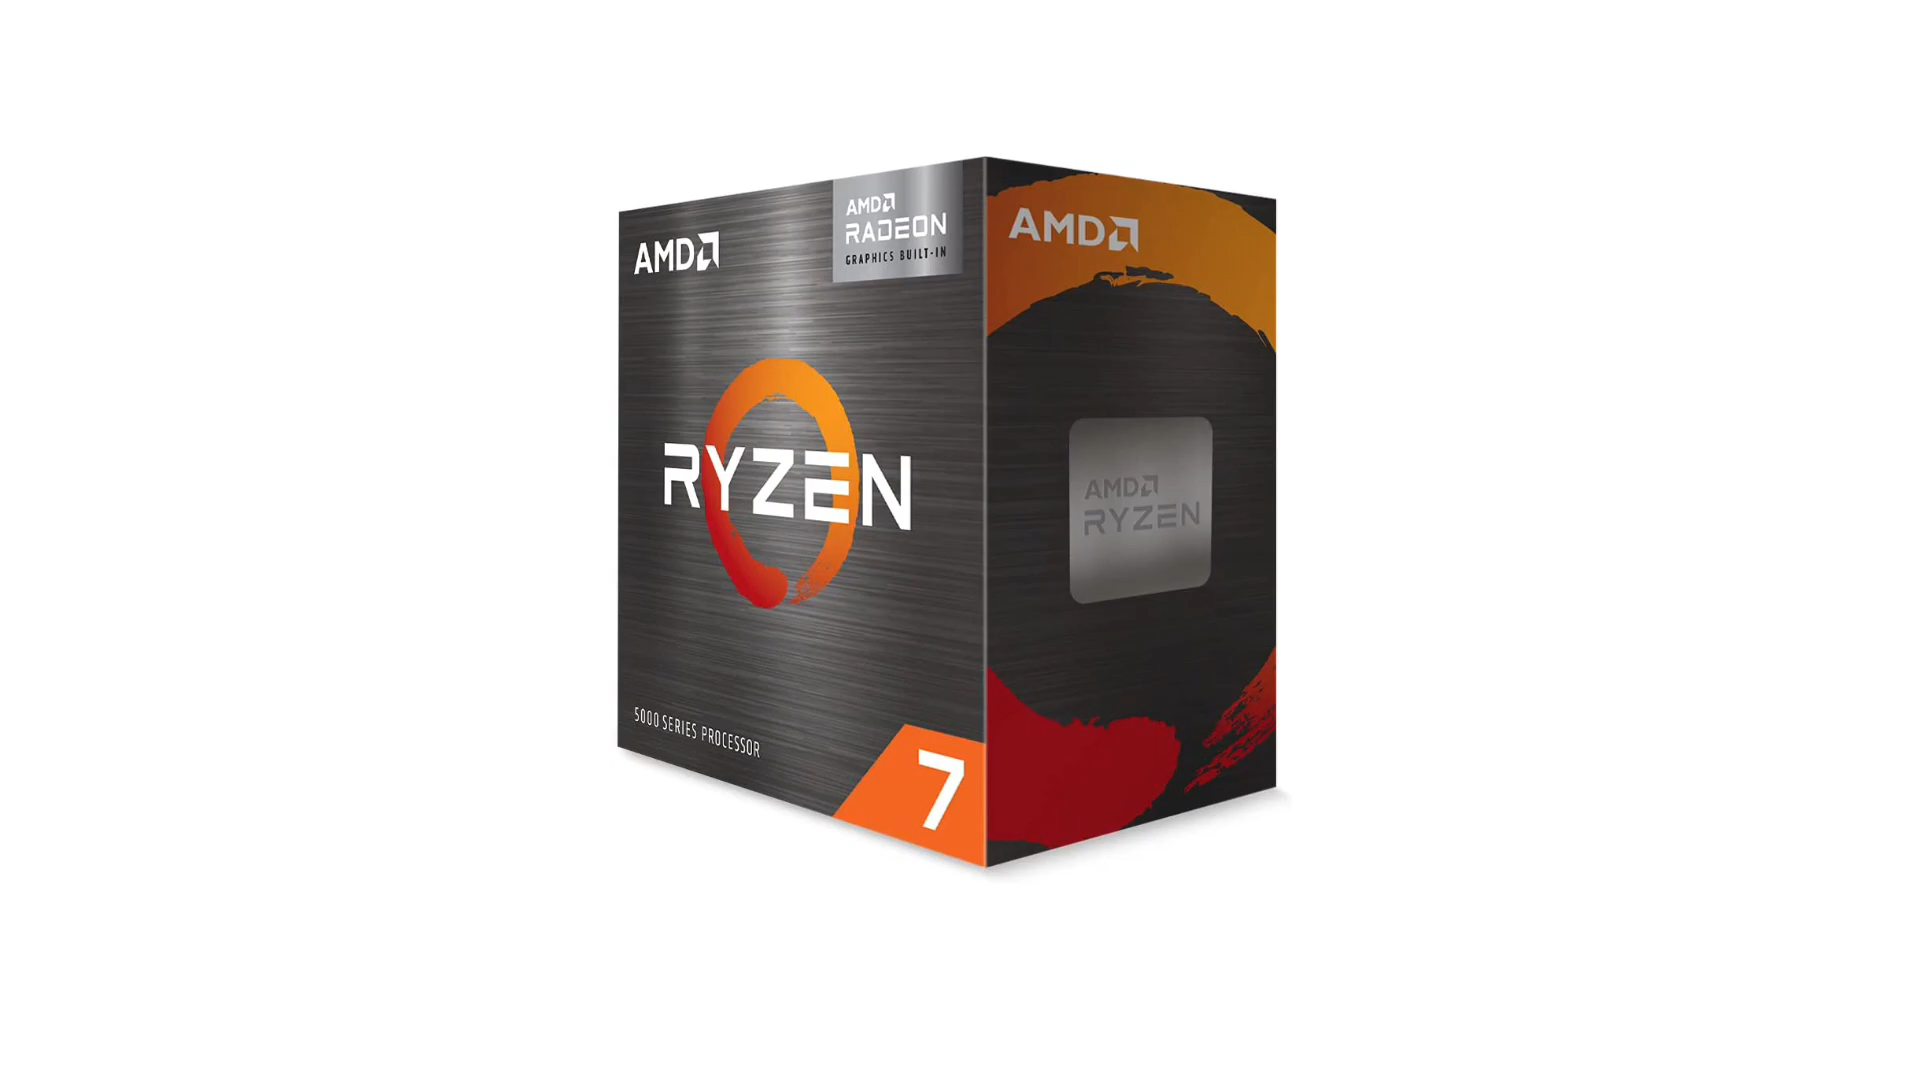 AMD
AMD
RADEON
GRAPHICS BUILT-IN
RYZEN
5000 SERIES PROCESSOR
7
AMD
AMD
RYZEN